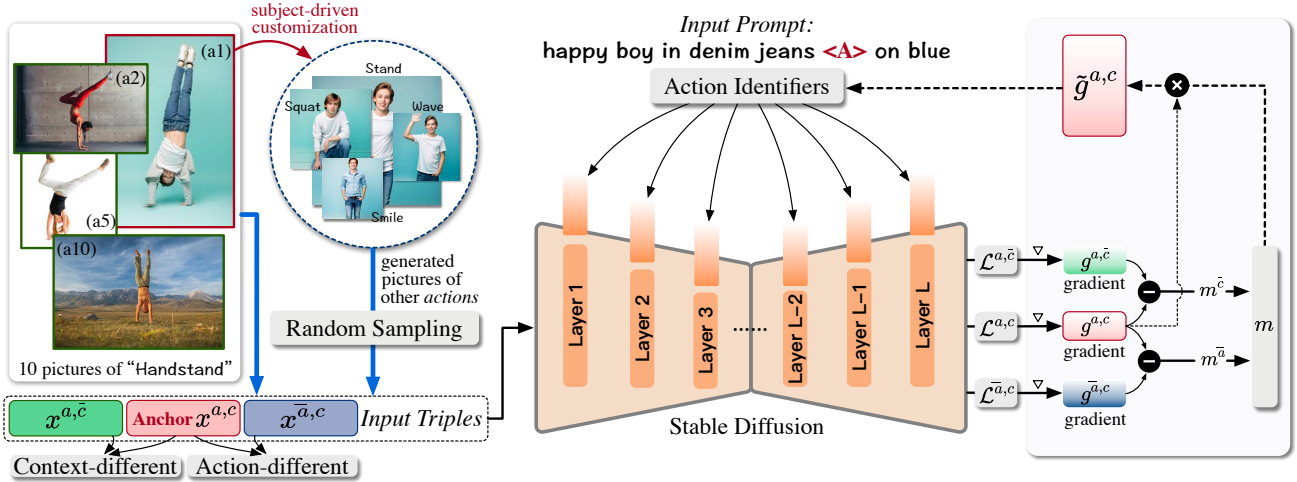 subject-driven
customization
(a1)
(a2)
(a5)
(a10)
10 pictures of “Handstand”
Stand
Squat
Wave
Smile
generated
pictures of
other actions
Random Sampling
x^{a,c̄}
Anchor x^{a,c}
x^{ā,c}
Input Triples
Context-different
Action-different
Input Prompt:
happy boy in denim jeans <A> on blue
Action Identifiers
Layer 1
Layer 2
Layer 3
......
Layer L-2
Layer L-1
Layer L
Stable Diffusion
ℒ^{a,c̄}
∇
g^{a,c̄}
gradient
ℒ^{a,c}
∇
g^{a,c}
gradient
ℒ^{ā,c}
∇
g^{ā,c}
gradient
m^{c̄}
m^{ā}
m
g̃^{a,c}